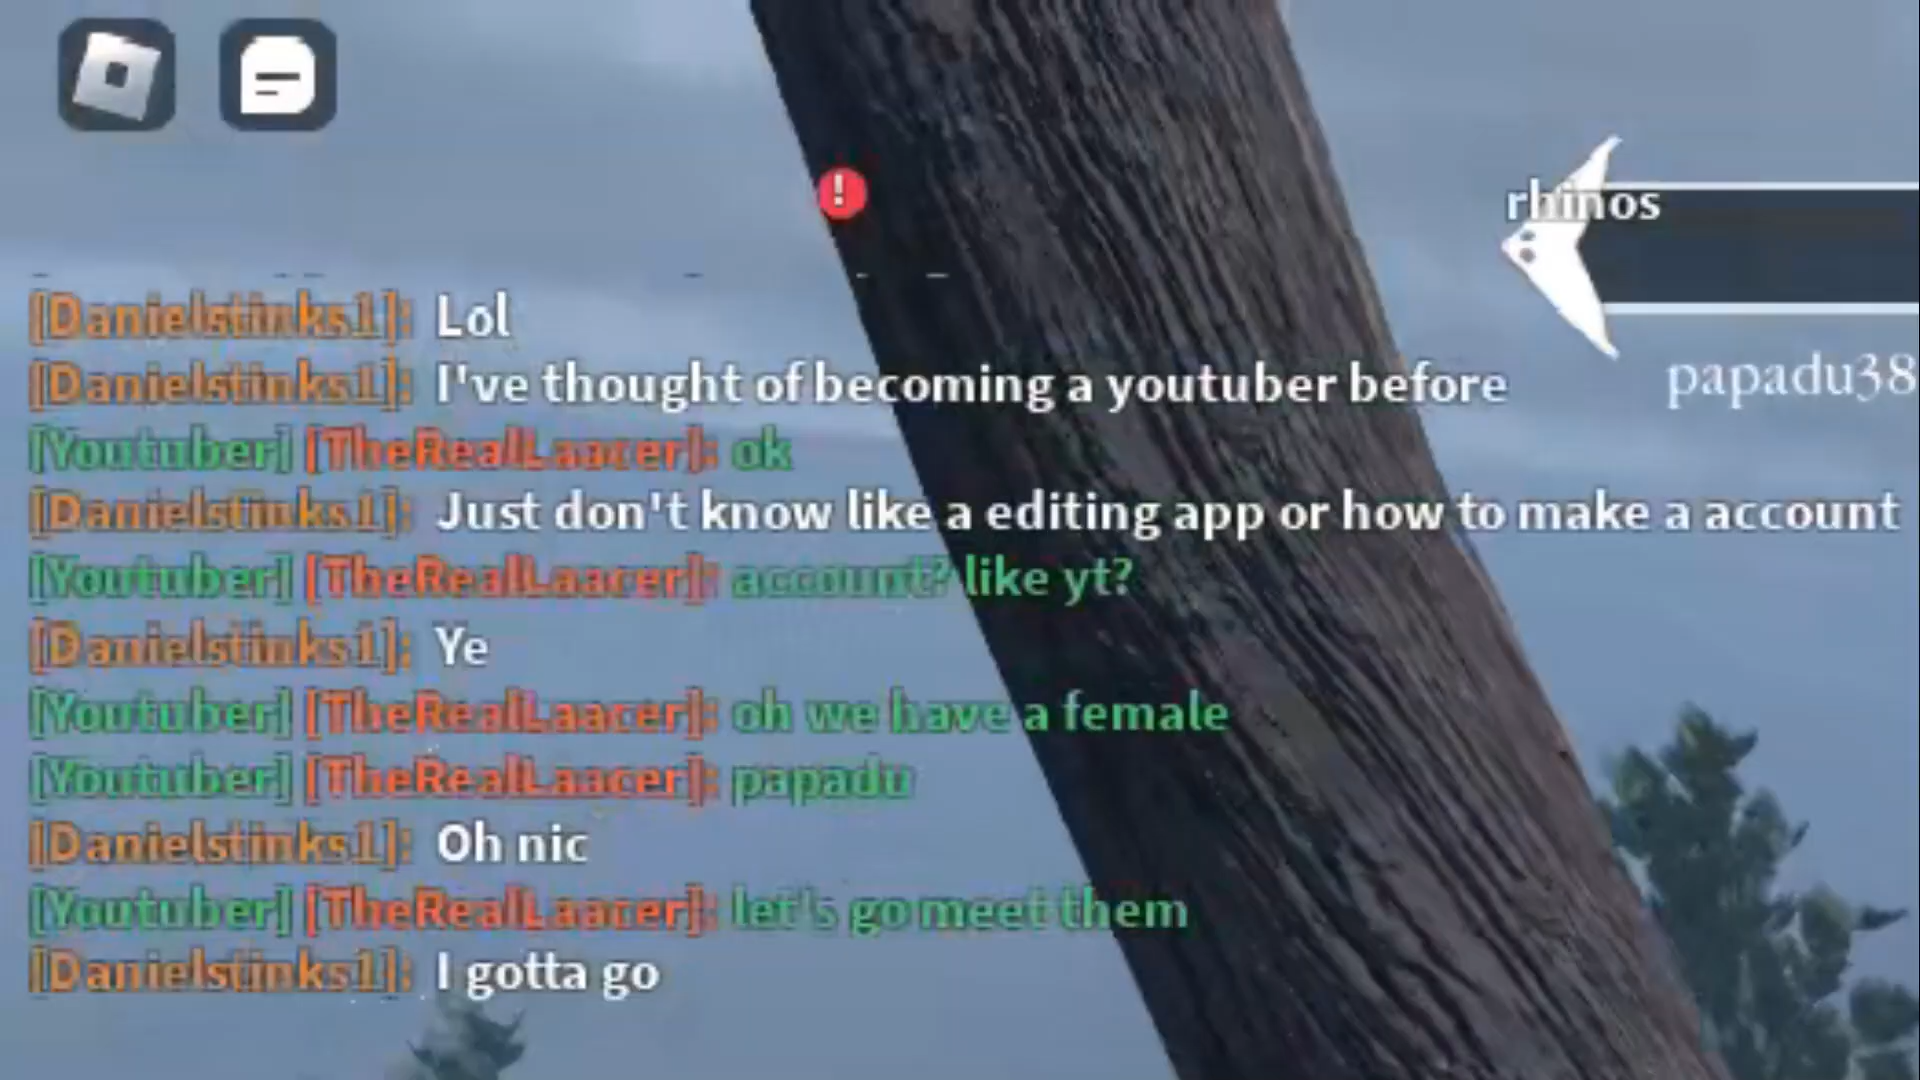 !
rhinos
[Danielstinks1]: Lol
papadu38
[Danielstinks1]: I've thought of becoming a youtuber before
[Youtuber] [TheRealLaacer]: ok
[Danielstinks1]: Just don't know like a editing app or how to make a account
[Youtuber] [TheRealLaacer]: account? like yt?
[Danielstinks1]: Ye
[Youtuber] [TheRealLaacer]: oh we have a female
[Youtuber] [TheRealLaacer]: papadu
[Danielstinks1]: Oh nic
[Youtuber] [TheRealLaacer]: let's go meet them
[Danielstinks1]: I gotta go